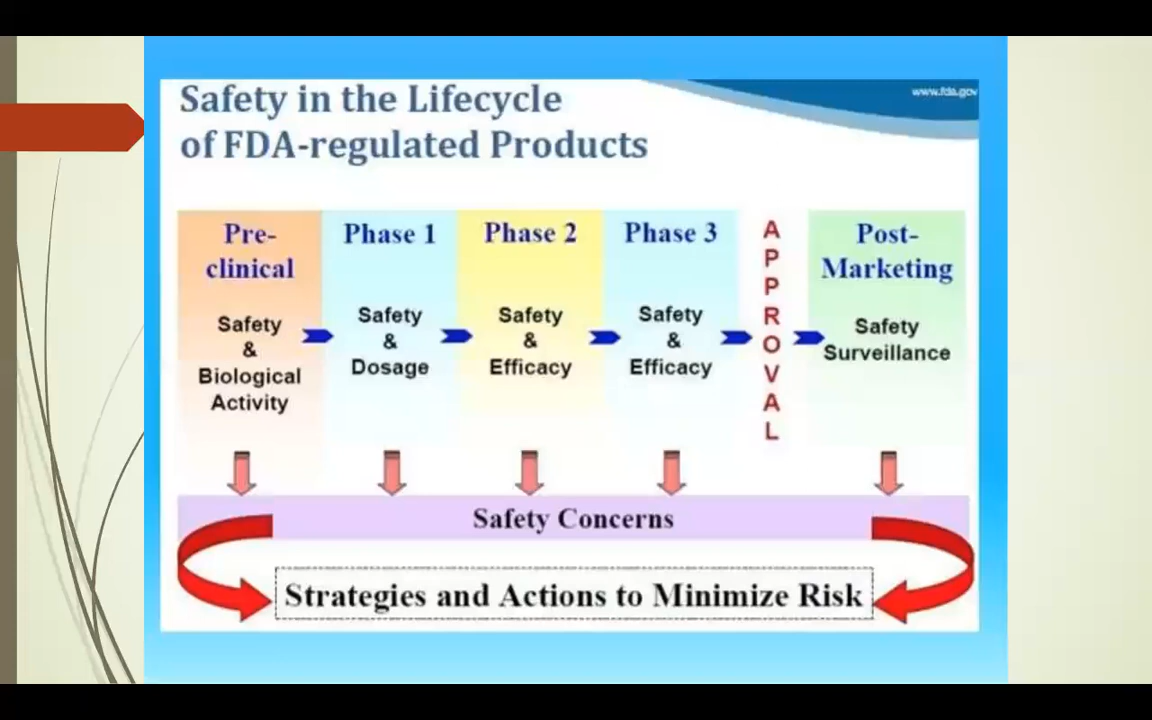 www.fda.gov
Safety in the Lifecycle
of FDA-regulated Products
Pre-
clinical
Safety
&
Biological
Activity
Phase 1
Safety
&
Dosage
Phase 2
Safety
&
Efficacy
Phase 3
Safety
&
Efficacy
A
P
P
R
O
V
A
L
Post-
Marketing
Safety
Surveillance
Safety Concerns
Strategies and Actions to Minimize Risk